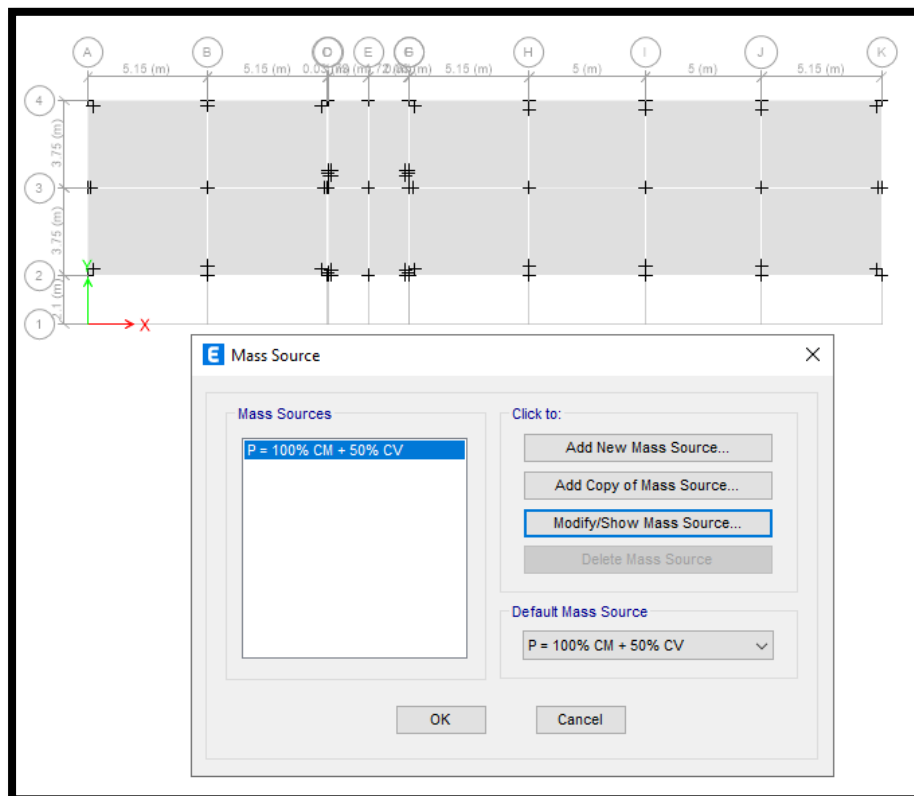 A B D E G H I J K
5.15 (m) 5.15 (m) 5.15 (m) 5 (m) 5 (m) 5.15 (m)
4
3.75 (m)
3
3.75 (m)
2
2.1 (m)
1
Y
X
E Mass Source
Mass Sources
P = 100% CM + 50% CV
Click to:
Add New Mass Source...
Add Copy of Mass Source...
Modify/Show Mass Source...
Delete Mass Source
Default Mass Source
P = 100% CM + 50% CV
OK
Cancel